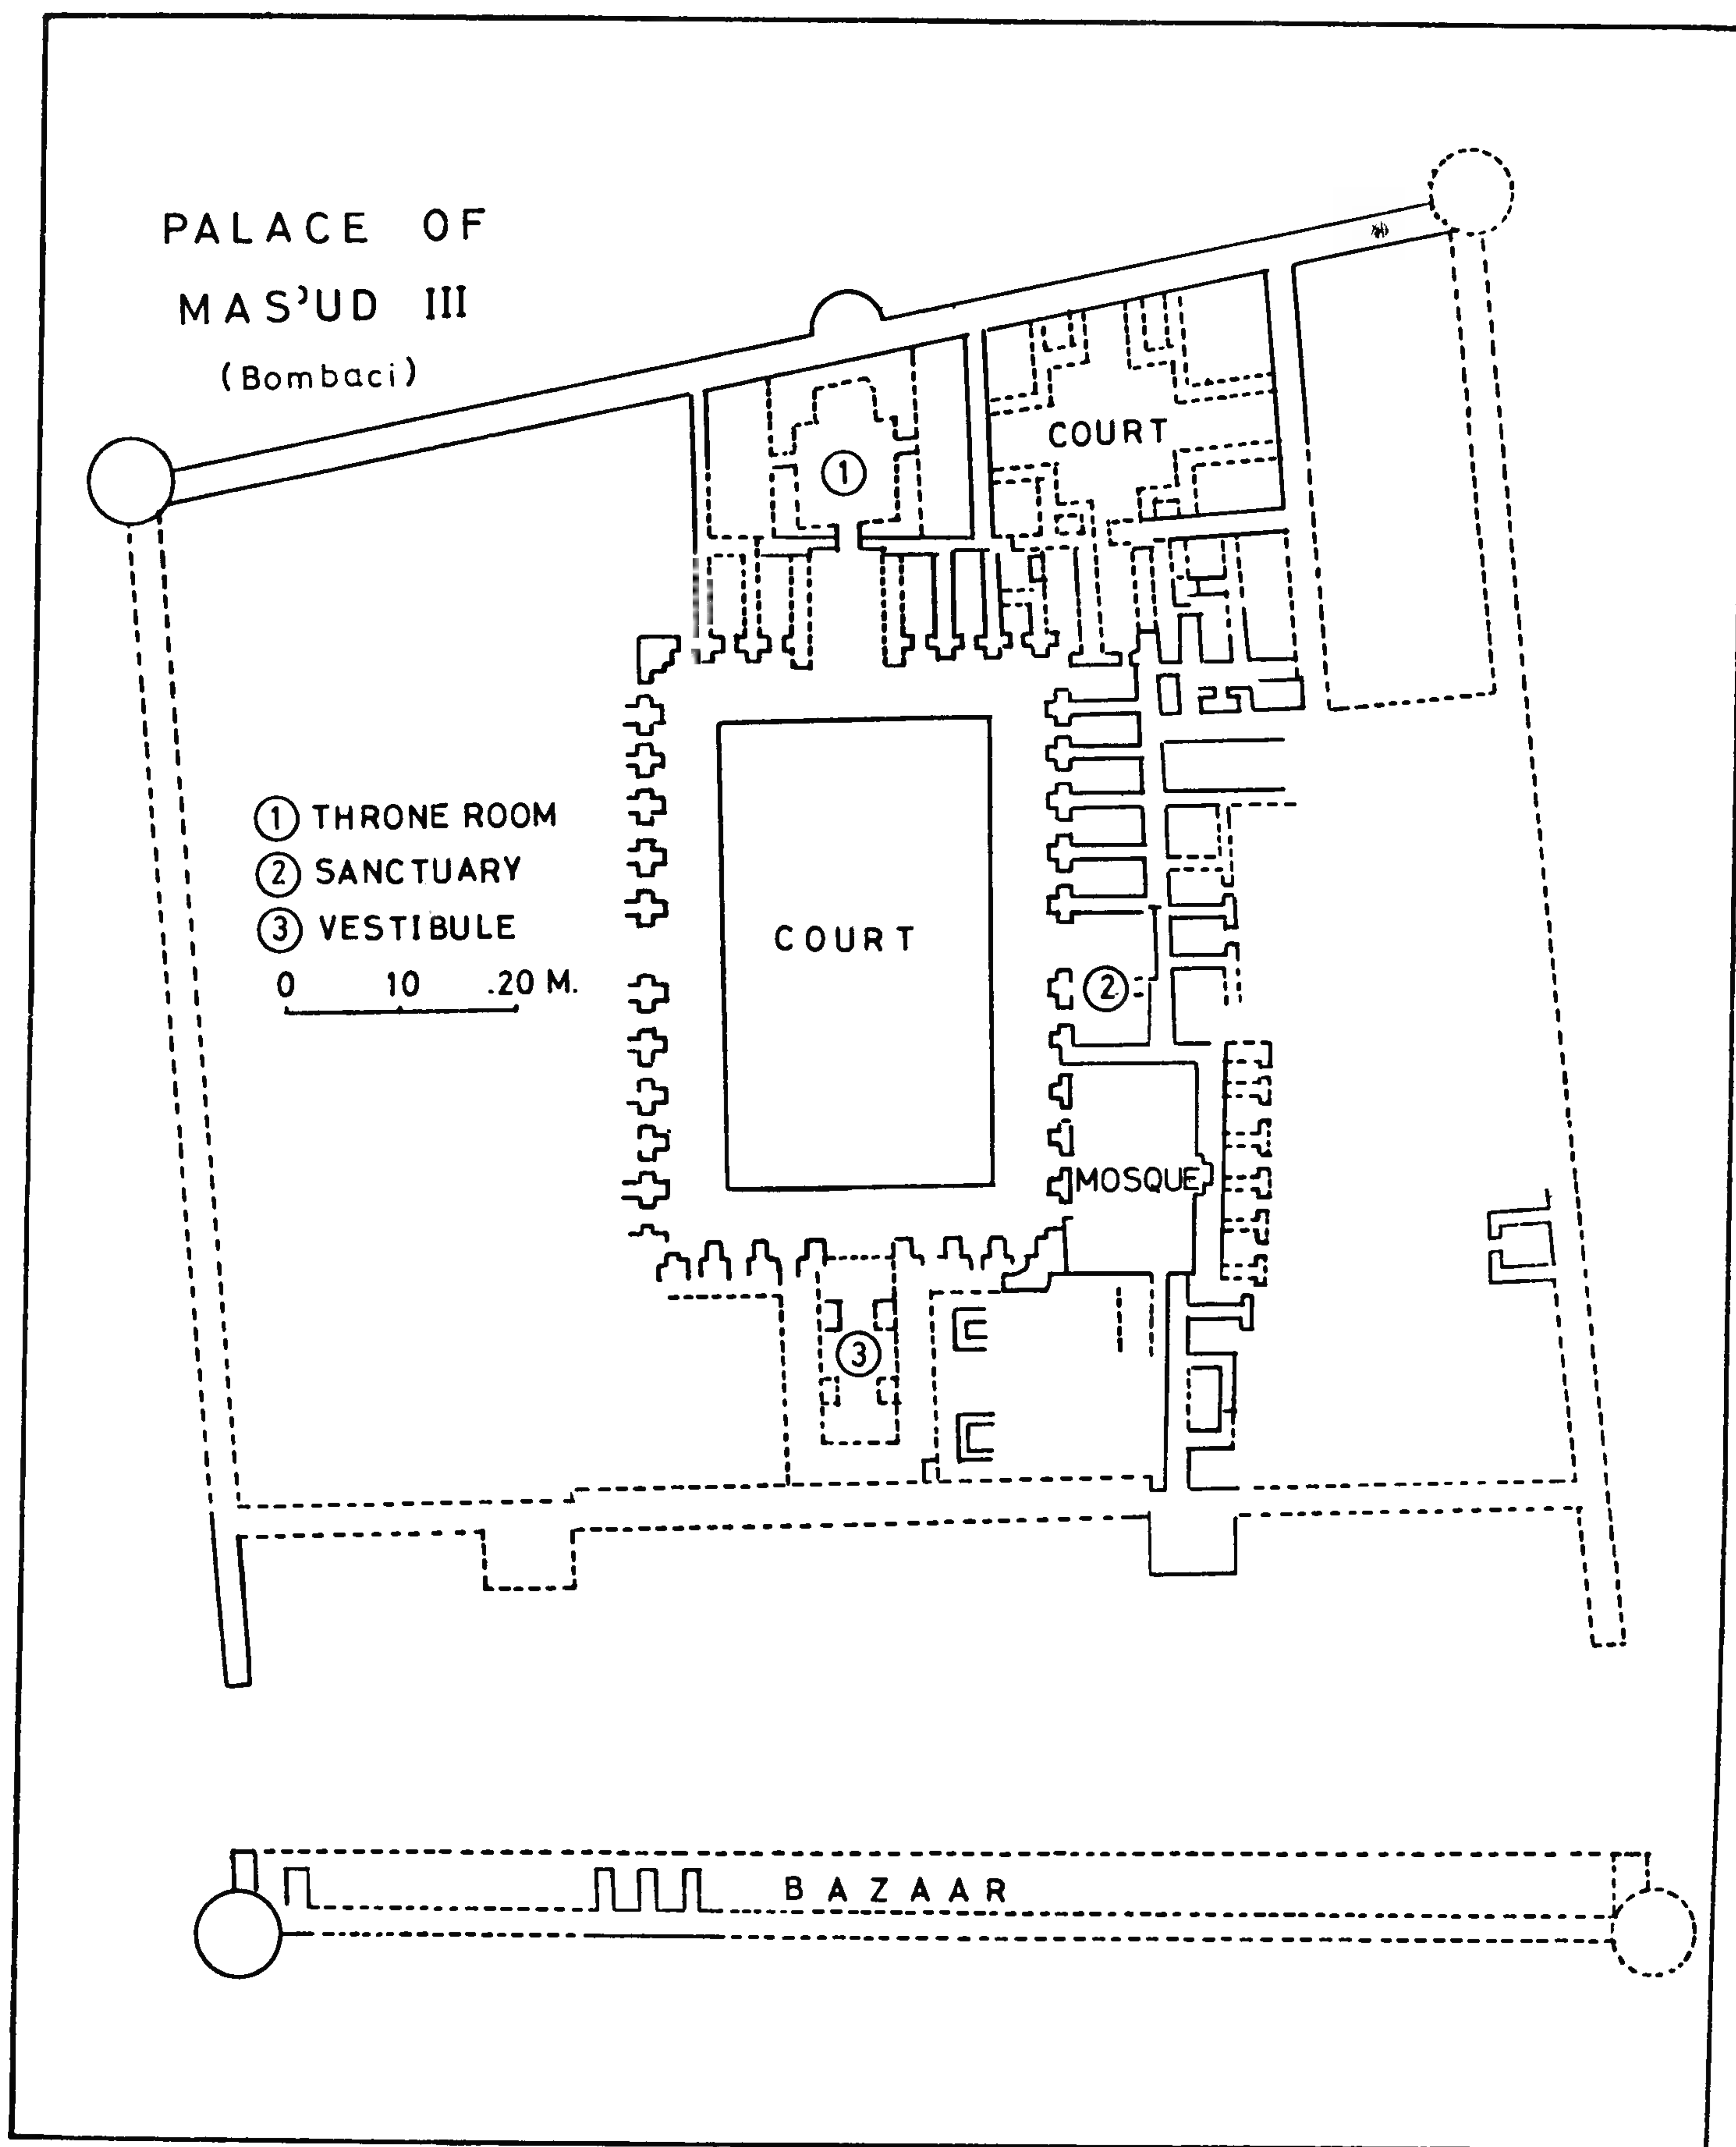 PALACE OF
MAS’UD III
(Bombaci)
COURT
1
1 THRONE ROOM
2 SANCTUARY
3 VESTIBULE
0 10 .20 M.
COURT
2
MOSQUE
3
BAZAAR